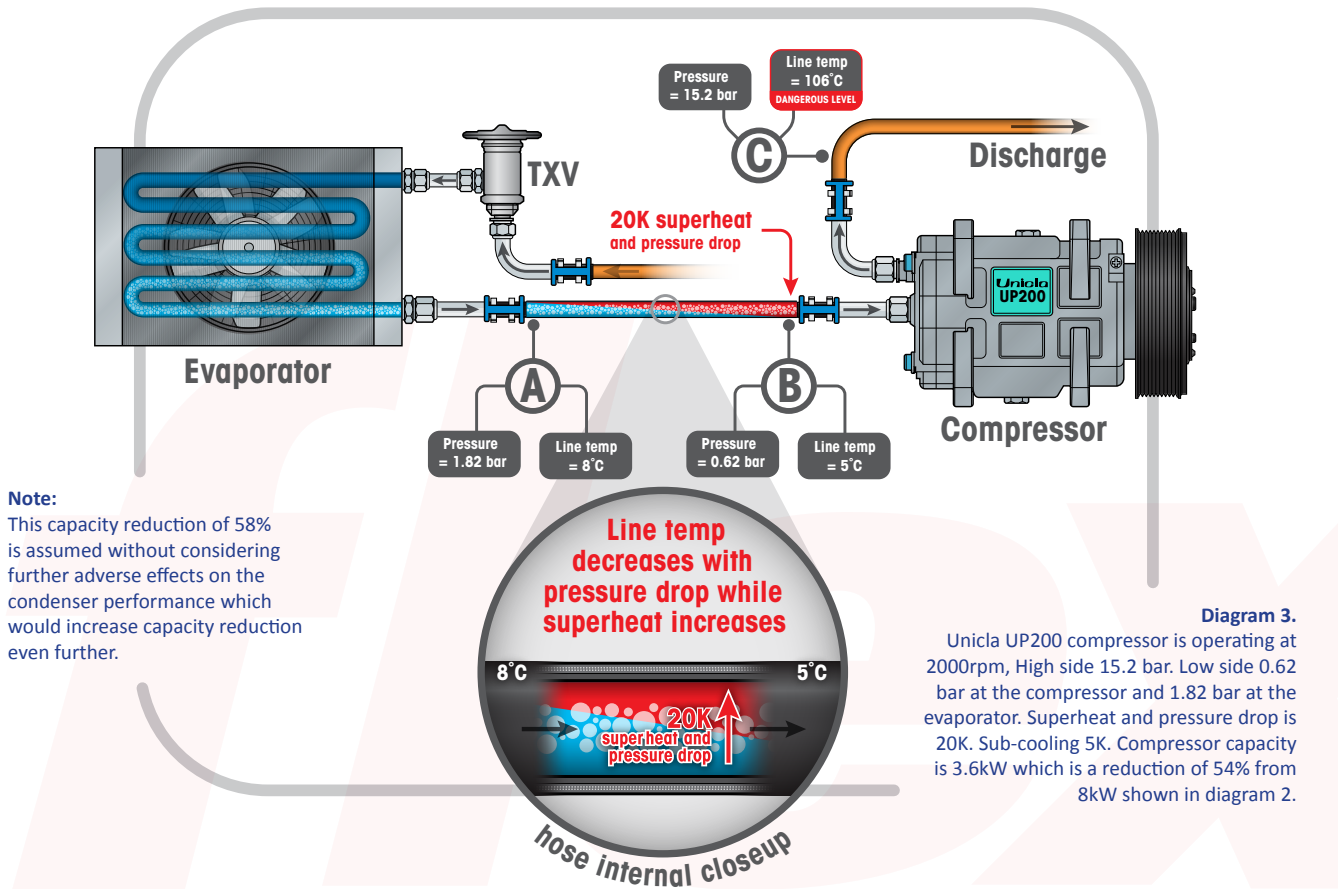 Pressure
= 15.2 bar
Line temp
= 106°C
DANGEROUS LEVEL
C
Discharge
TXV
20K superheat
and pressure drop
Unicla
UP200
Evaporator
A
B
Compressor
Pressure
= 1.82 bar
Line temp
= 8°C
Pressure
= 0.62 bar
Line temp
= 5°C
Note:
This capacity reduction of 58%
is assumed without considering
further adverse effects on the
condenser performance which
would increase capacity reduction
even further.
Line temp
decreases with
pressure drop while
superheat increases
8°C
5°C
20K
superheat and
pressure drop
hose internal closeup
Diagram 3.
Unicla UP200 compressor is operating at
2000rpm, High side 15.2 bar. Low side 0.62
bar at the compressor and 1.82 bar at the
evaporator. Superheat and pressure drop is
20K. Sub-cooling 5K. Compressor capacity
is 3.6kW which is a reduction of 54% from
8kW shown in diagram 2.
flex